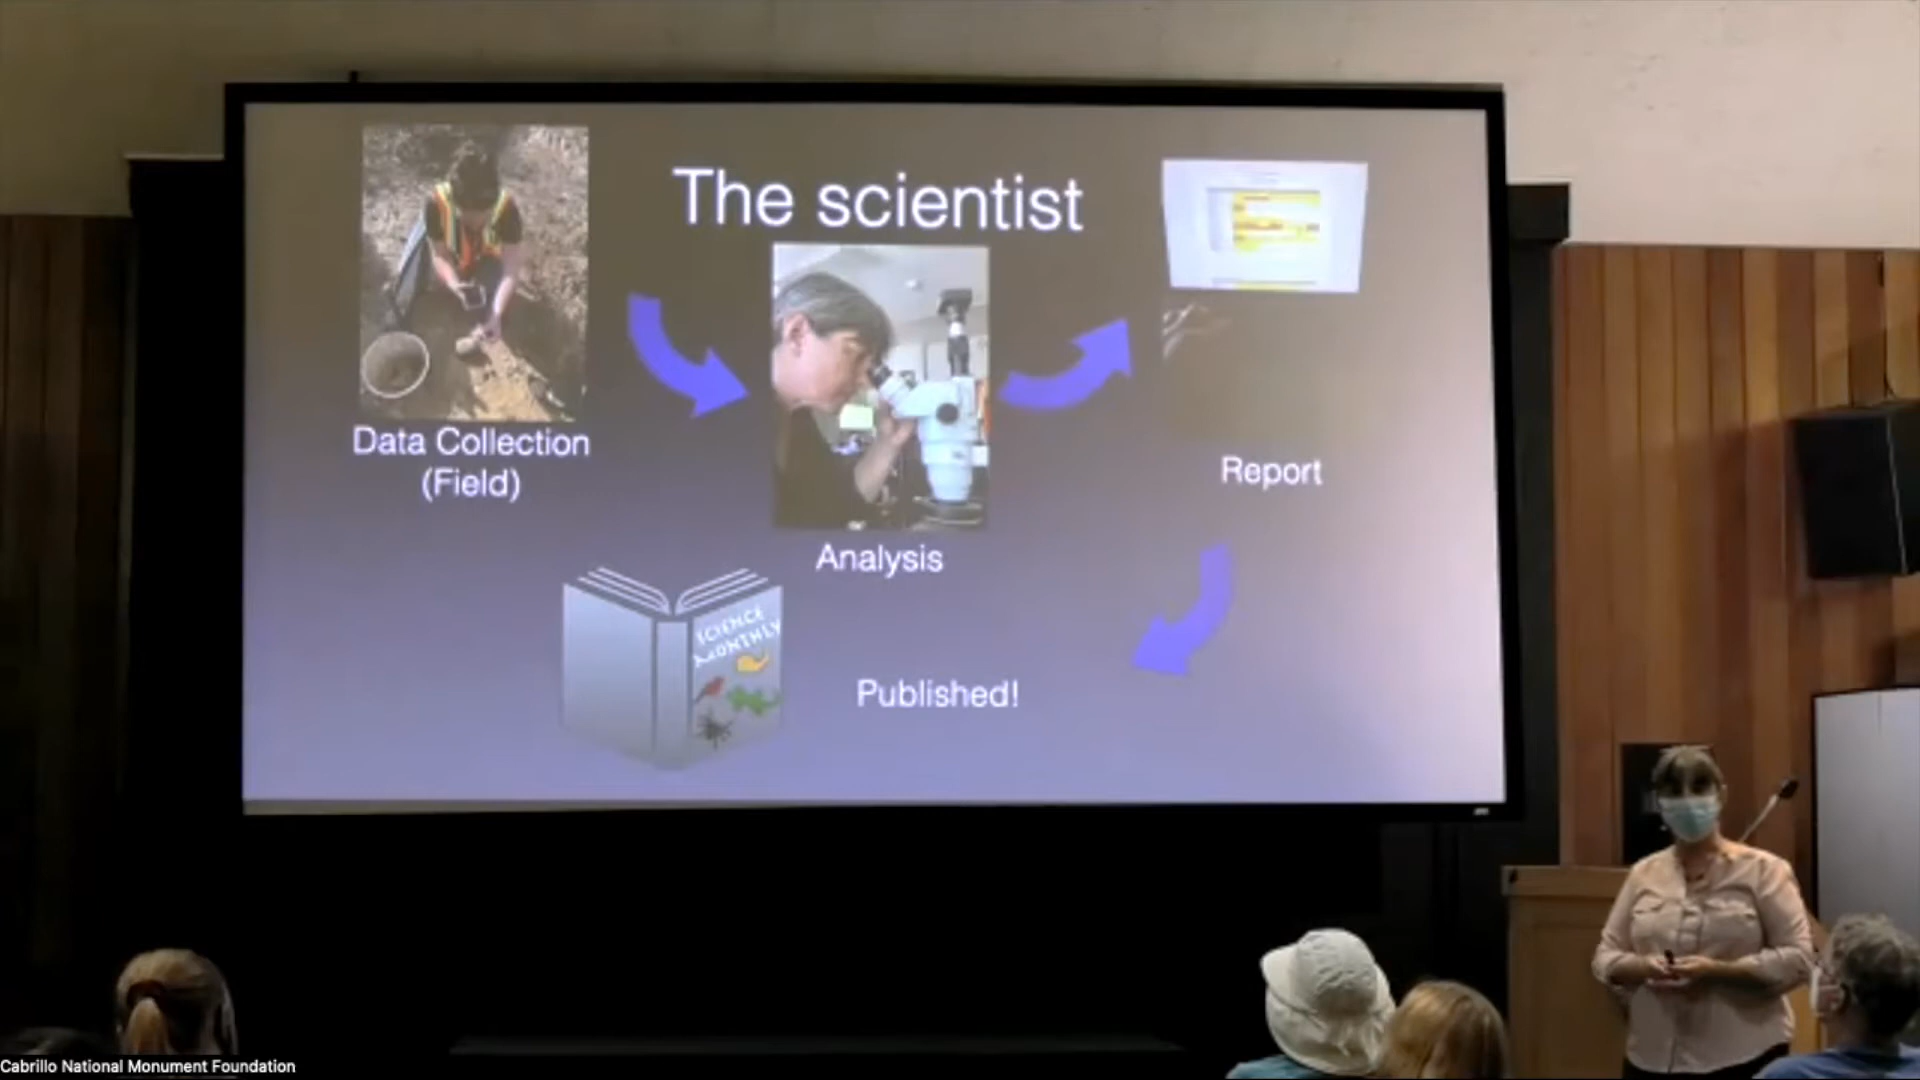 The scientist
Data Collection
(Field)
Analysis
Report
SCIENCE
MONTHLY
Published!
Cabrillo National Monument Foundation